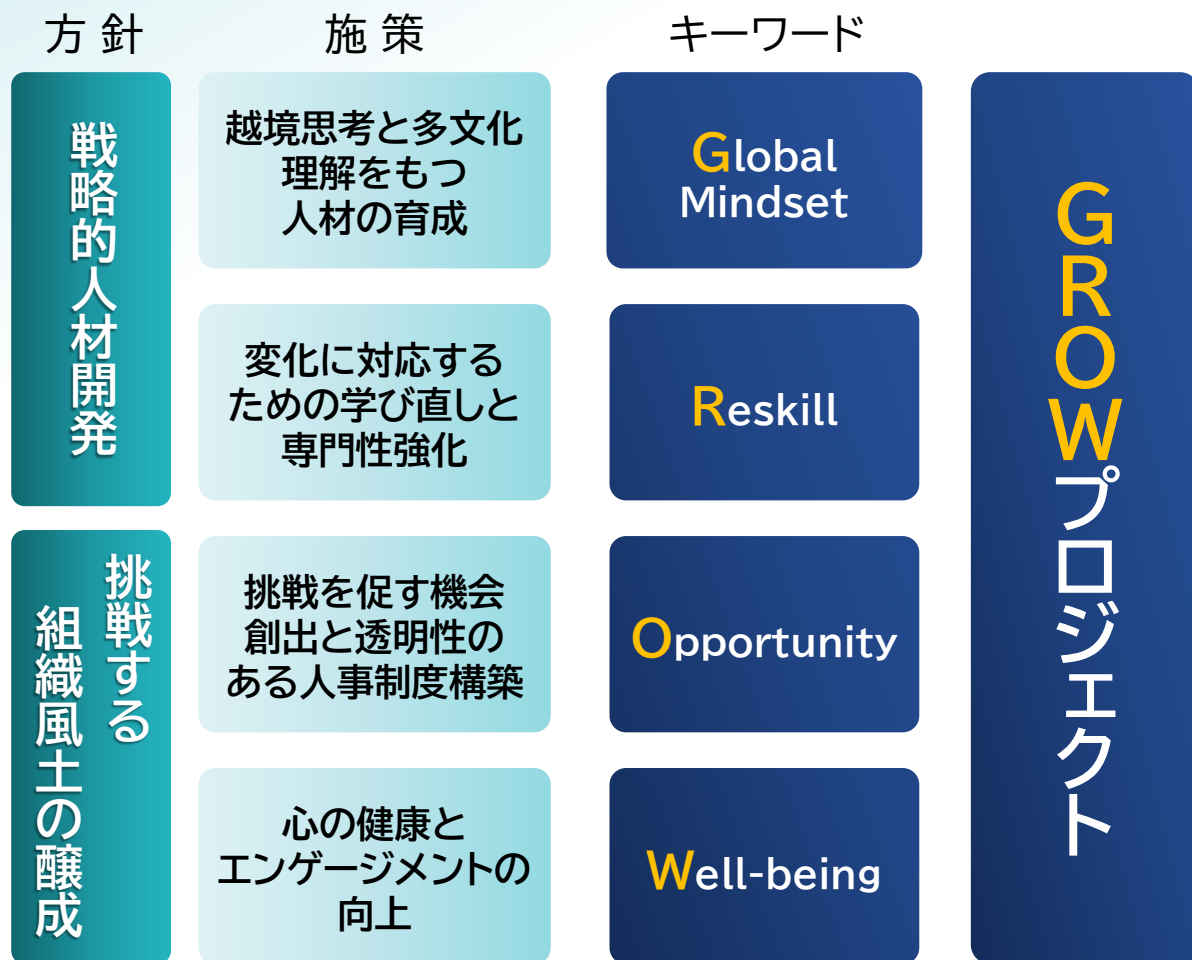 方 針
施 策
キーワード
戦略的人材開発
越境思考と多文化
理解をもつ
人材の育成
Global
Mindset
変化に対応する
ための学び直しと
専門性強化
Reskill
挑戦する
組織風土の醸成
挑戦を促す機会
創出と透明性の
ある人事制度構築
Opportunity
心の健康と
エンゲージメントの
向上
Well-being
GROWプロジェクト